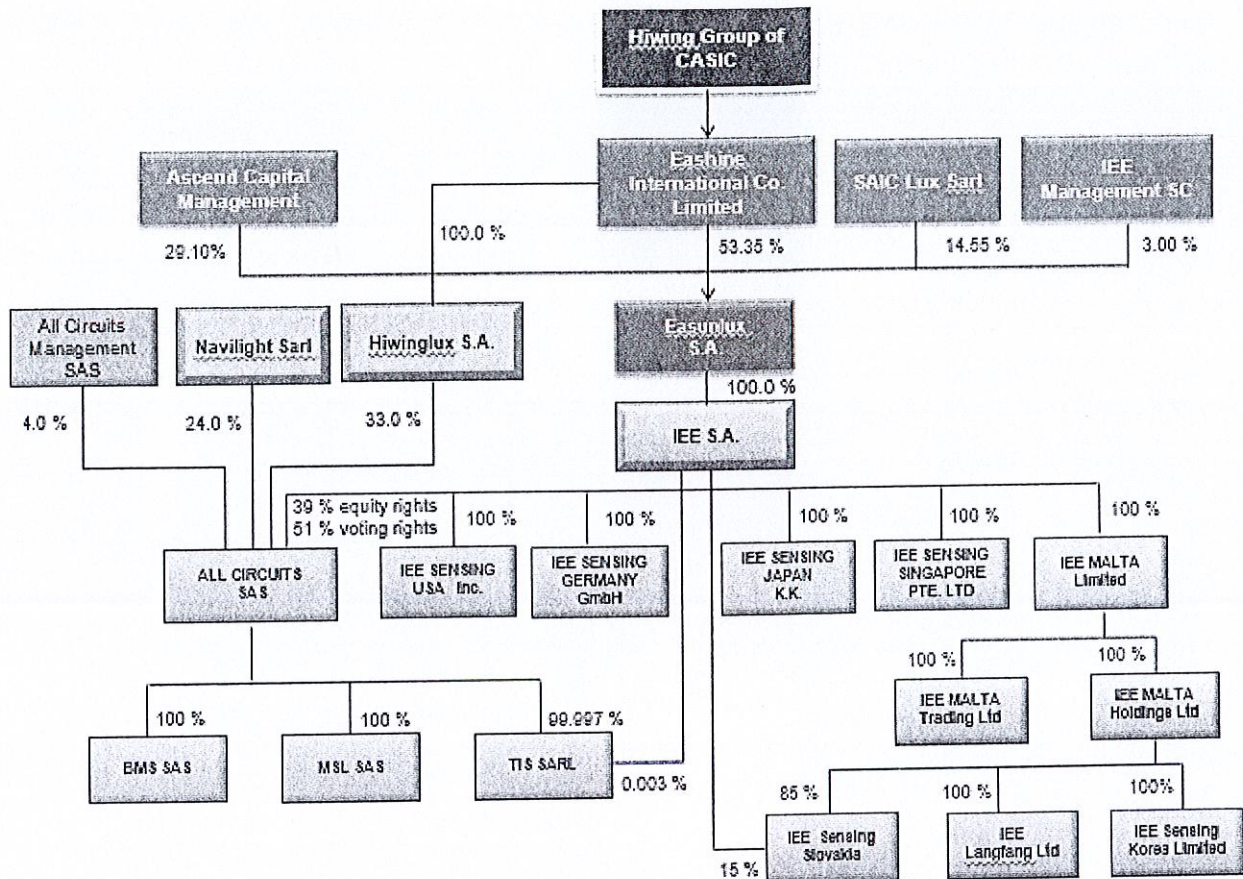 Hiwing Group of
CASIC
Ascend Capital
Management
Eashine
International Co.
Limited
SAIC Lux Sarl
IEE
Management SC
29.10%
100.0 %
53.35 %
14.55 %
3.00 %
All Circuits
Management
SAS
Navilight Sarl
Hiwinglux S.A.
Easunlux
S.A.
100.0 %
4.0 %
24.0 %
33.0 %
IEE S.A.
39 % equity rights
51 % voting rights
100 %
100 %
100 %
100 %
100 %
ALL CIRCUITS
SAS
IEE SENSING
USA Inc.
IEE SENSING
GERMANY
GmbH
IEE SENSING
JAPAN
K.K.
IEE SENSING
SINGAPORE
PTE. LTD
IEE MALTA
Limited
100 %
100 %
IEE MALTA
Trading Ltd
IEE MALTA
Holdings Ltd
100 %
100 %
99.997 %
BMS SAS
MSL SAS
TIS SARL
0.003 %
85 %
100 %
100%
IEE Sensing
Slovakia
IEE
Langfang Ltd
IEE Sensing
Korea Limited
15 %